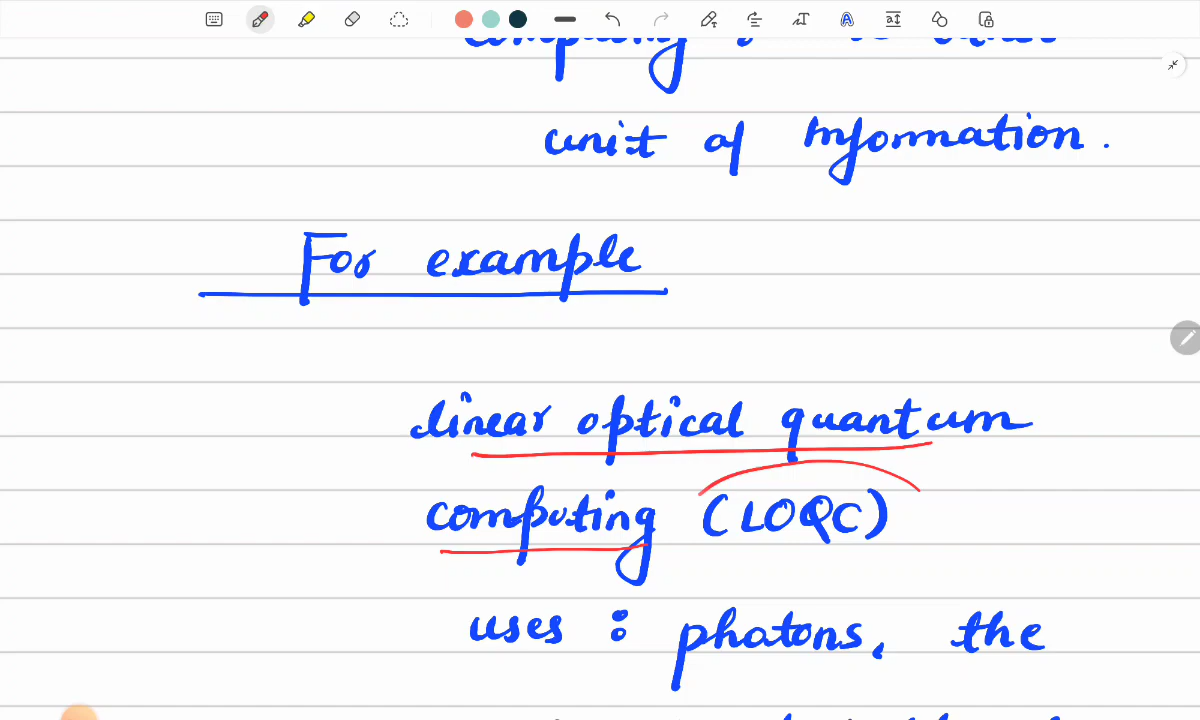 unit of Information.
For example
linear optical quantum
computing (LOQC)
uses : photons, the